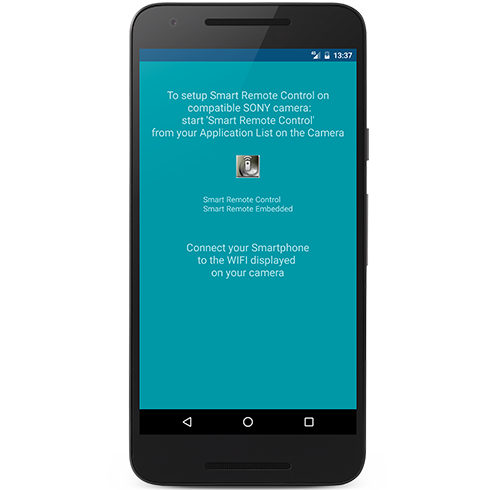 13:37
To setup Smart Remote Control on
compatible SONY camera:
start 'Smart Remote Control'
from your Application List on the Camera
Smart Remote Control
Smart Remote Embedded
Connect your Smartphone
to the WIFI displayed
on your camera